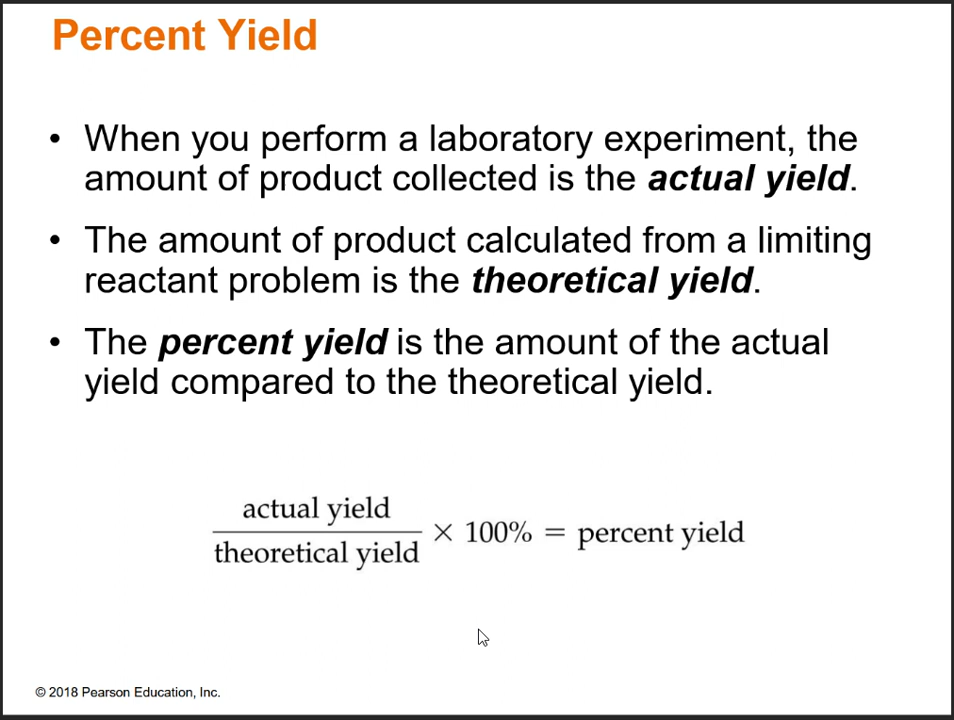 Percent Yield
• When you perform a laboratory experiment, the
amount of product collected is the actual yield.
• The amount of product calculated from a limiting
reactant problem is the theoretical yield.
• The percent yield is the amount of the actual
yield compared to the theoretical yield.
actual yield
theoretical yield × 100% = percent yield
© 2018 Pearson Education, Inc.